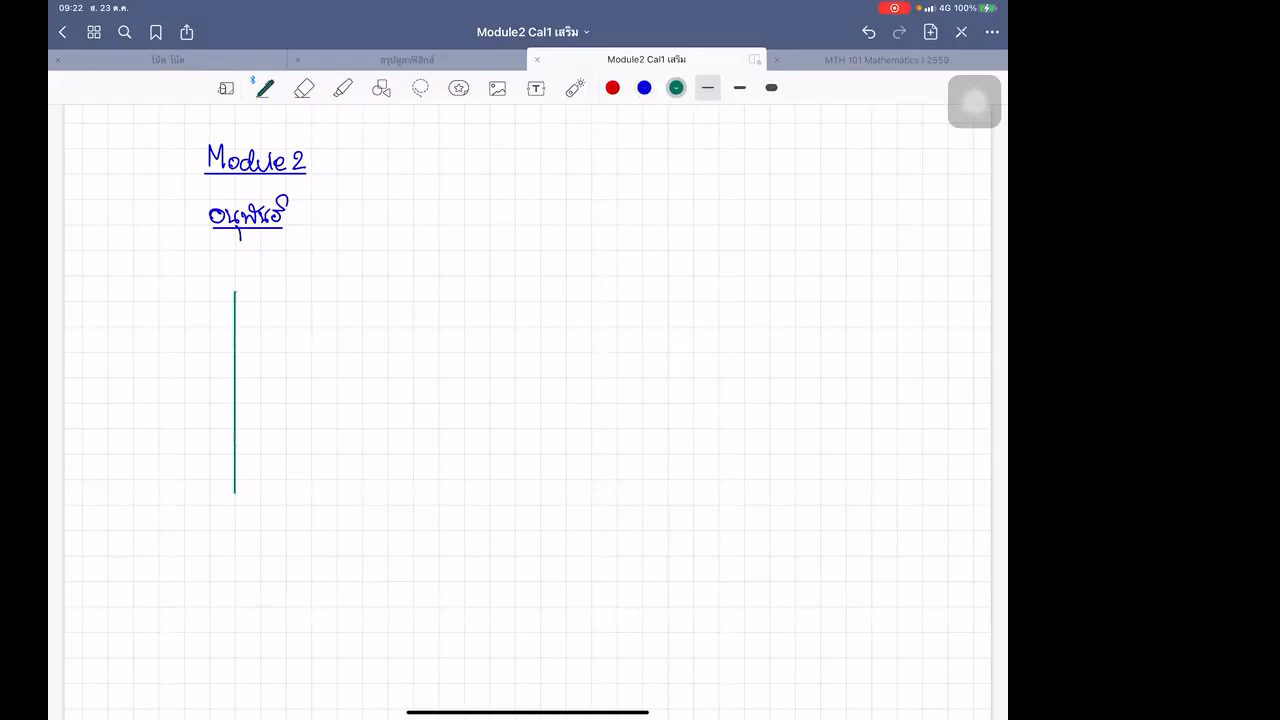 09:22 ส. 23 ต.ค. 4G 100%
Module2 Cal1 เสริม
โน้ต โน้ต สรุปสูตรฟิสิกส์ Module2 Cal1 เสริม MTH 101 Mathematics I 2559
Module 2
อนุพันธ์